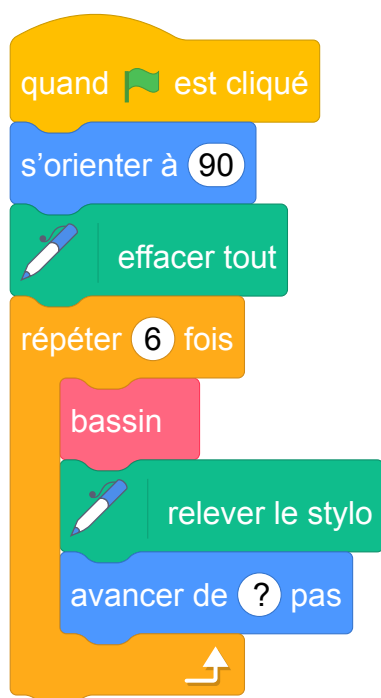 quand est cliqué
s’orienter à 90
effacer tout
répéter 6 fois
bassin
relever le stylo
avancer de ? pas